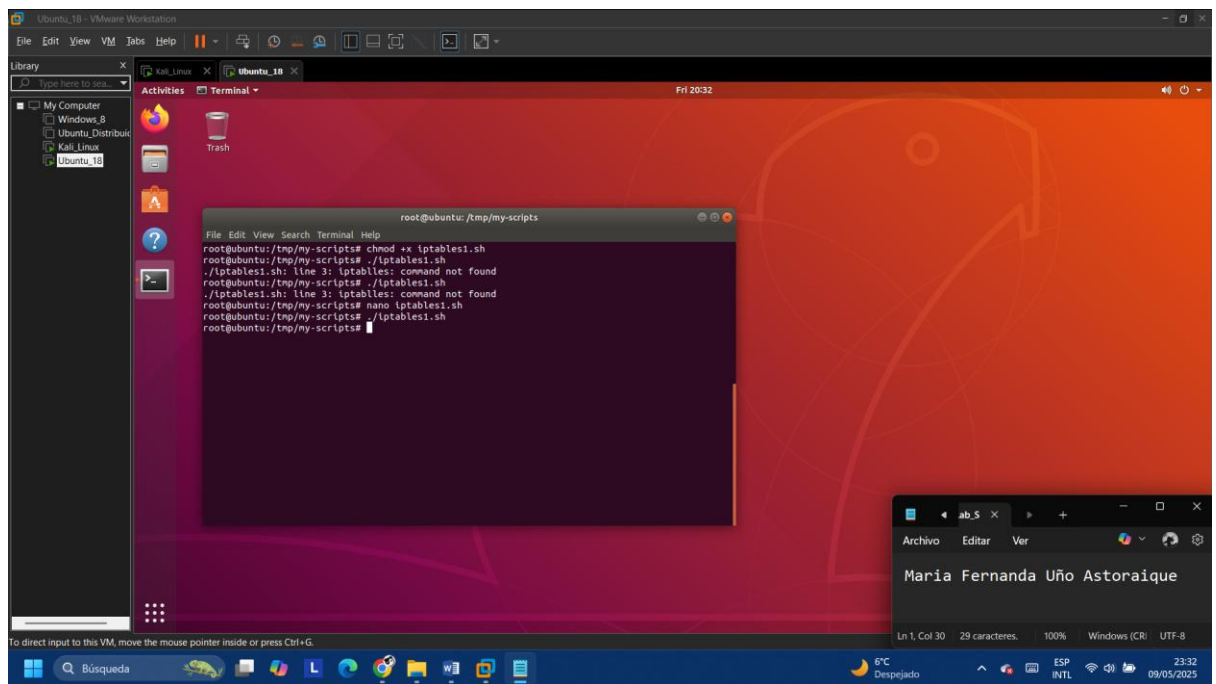 Ubuntu_18 - VMware Workstation
File Edit View VM Tabs Help
Library
Type here to sea...
My Computer
Windows_8
Ubuntu_Distribuic
Kali_Linux
Ubuntu_18
Kali_Linux
Ubuntu_18
Activities Terminal Fri 20:32
Trash
root@ubuntu: /tmp/my-scripts
File Edit View Search Terminal Help
root@ubuntu:/tmp/my-scripts# chmod +x iptables1.sh
root@ubuntu:/tmp/my-scripts# ./iptables1.sh
./iptables1.sh: line 3: iptablles: command not found
root@ubuntu:/tmp/my-scripts# ./iptables1.sh
./iptables1.sh: line 3: iptablles: command not found
root@ubuntu:/tmp/my-scripts# nano iptables1.sh
root@ubuntu:/tmp/my-scripts# ./iptables1.sh
root@ubuntu:/tmp/my-scripts#
ab_S
Archivo Editar Ver
Maria Fernanda Uño Astoraique
Ln 1, Col 30 29 caracteres. 100% Windows (CRI UTF-8
To direct input to this VM, move the mouse pointer inside or press Ctrl+G.
Búsqueda
6°C
Despejado
ESP
INTL
23:32
09/05/2025